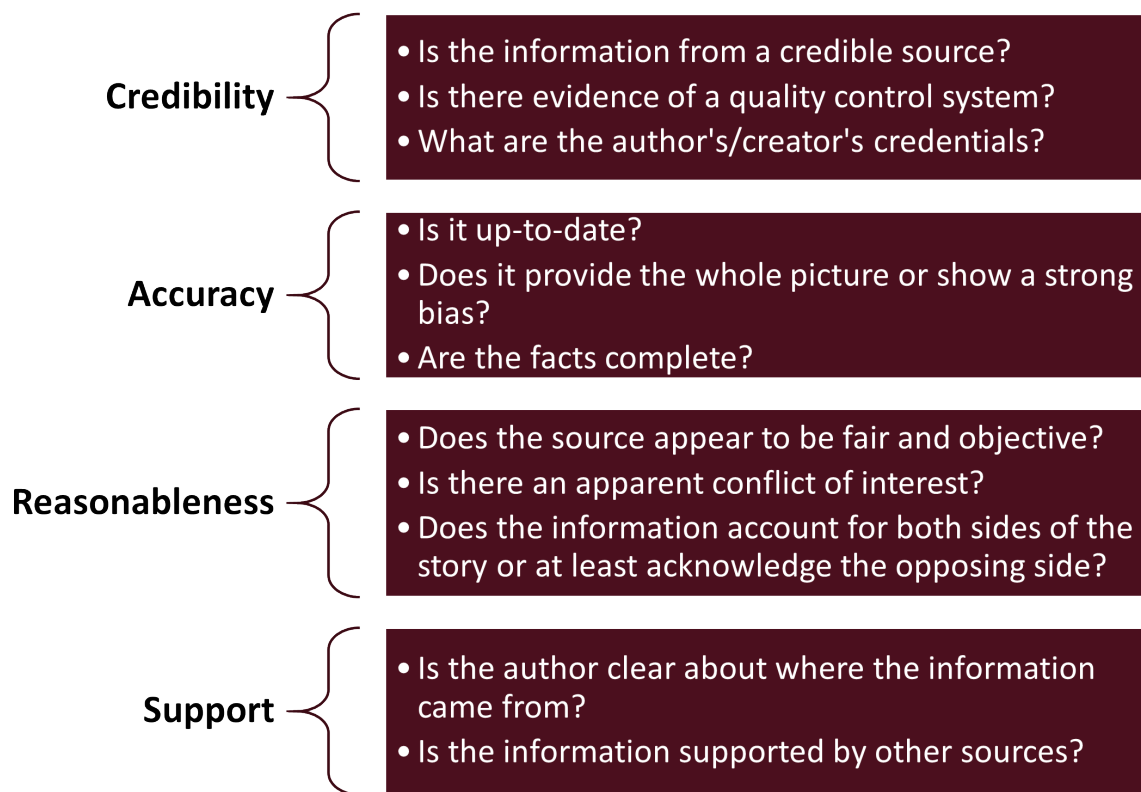 Credibility
• Is the information from a credible source?
• Is there evidence of a quality control system?
• What are the author's/creator's credentials?
Accuracy
• Is it up-to-date?
• Does it provide the whole picture or show a strong
bias?
• Are the facts complete?
Reasonableness
• Does the source appear to be fair and objective?
• Is there an apparent conflict of interest?
• Does the information account for both sides of the
story or at least acknowledge the opposing side?
Support
• Is the author clear about where the information
came from?
• Is the information supported by other sources?